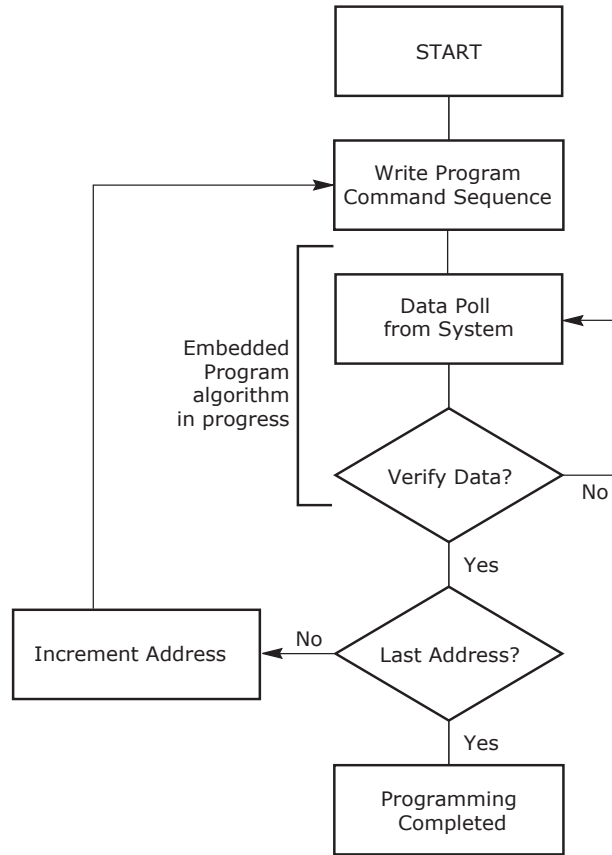 START
Write Program
Command Sequence
Data Poll
from System
Embedded
Program
algorithm
in progress
Verify Data?
No
Yes
Increment Address
No
Last Address?
Yes
Programming
Completed